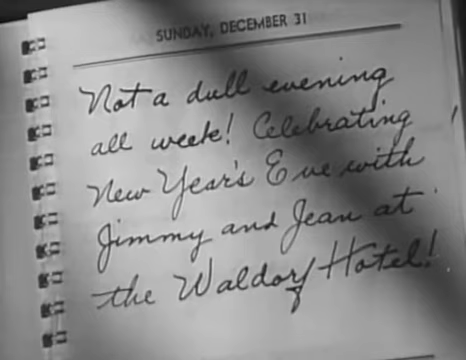 SUNDAY, DECEMBER 31
Not a dull evening
all week! Celebrating
New Year's Eve with
Jimmy and Jean at
the Waldorf Hotel!